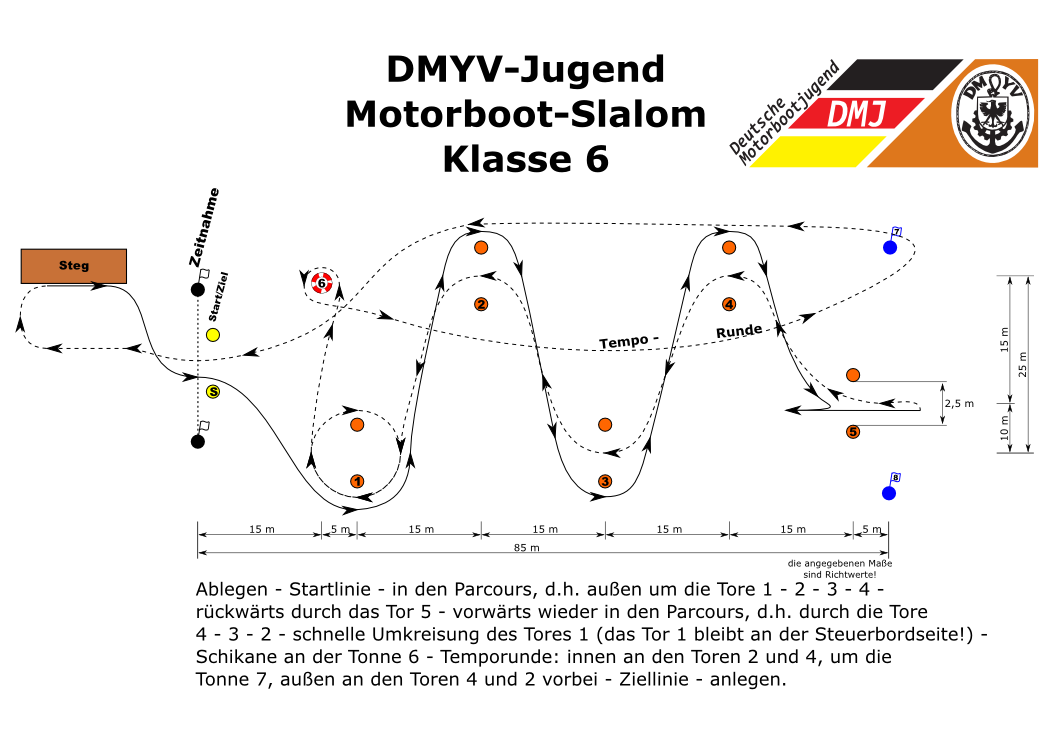 DMYV-Jugend
Motorboot-Slalom
Klasse 6
Deutsche
Motorbootjugend
DMJ
DM YV
Zeitnahme
Steg
Start/Ziel
7
6
2
4
Tempo - Runde
15 m
25 m
S
2,5 m
5
10 m
1
3
8
15 m
5 m
15 m
15 m
15 m
15 m
5 m
85 m
die angegebenen Maße
sind Richtwerte!
Ablegen - Startlinie - in den Parcours, d.h. außen um die Tore 1 - 2 - 3 - 4 -
rückwärts durch das Tor 5 - vorwärts wieder in den Parcours, d.h. durch die Tore
4 - 3 - 2 - schnelle Umkreisung des Tores 1 (das Tor 1 bleibt an der Steuerbordseite!) -
Schikane an der Tonne 6 - Temporunde: innen an den Toren 2 und 4, um die
Tonne 7, außen an den Toren 4 und 2 vorbei - Ziellinie - anlegen.